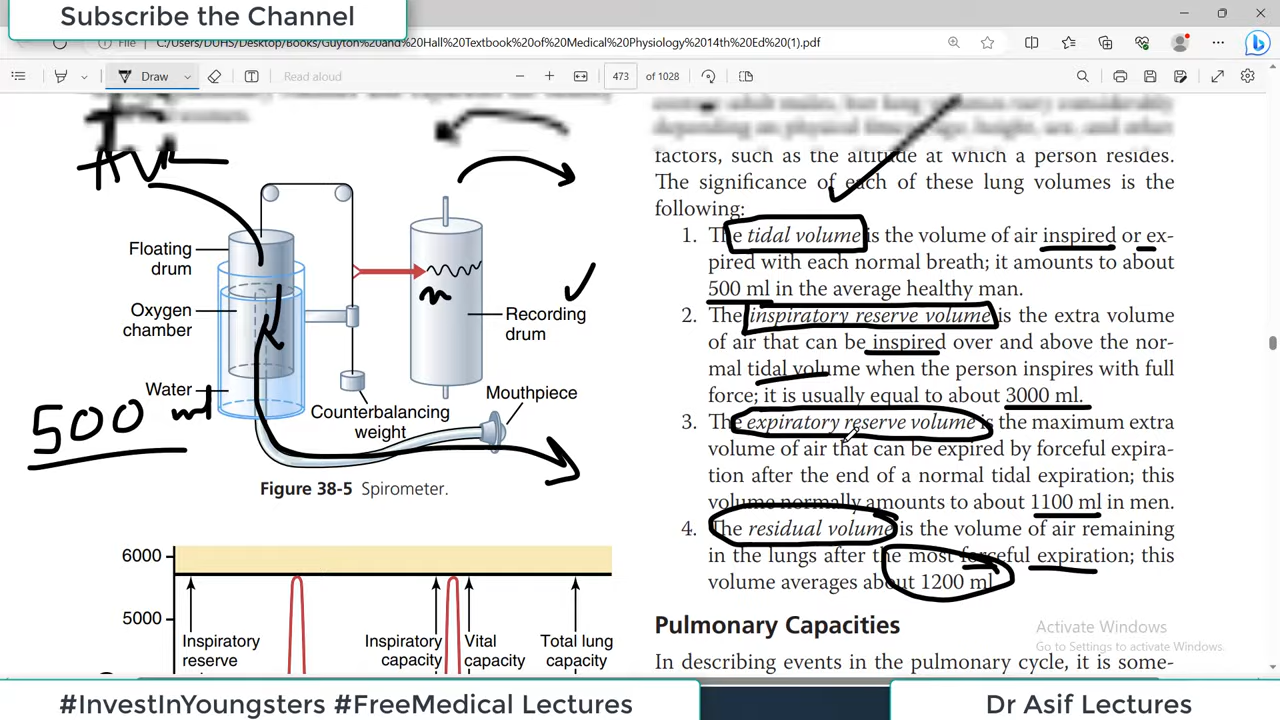 Subscribe the Channel
File C:/Users/DUHS/Desktop/Books/Guyton%20and%20Hall%20Textbook%20of%20Medical%20Physiology%2014th%20Ed%20(1).pdf
Draw
Read aloud
473 of 1028
depending on physical
factors, such as the altitude at which a person resides.
The significance of each of these lung volumes is the
following:
1. The tidal volume is the volume of air inspired or ex-
pired with each normal breath; it amounts to about
500 ml in the average healthy man.
2. The inspiratory reserve volume is the extra volume
of air that can be inspired over and above the nor-
mal tidal volume when the person inspires with full
force; it is usually equal to about 3000 ml.
3. The expiratory reserve volume is the maximum extra
volume of air that can be expired by forceful expira-
tion after the end of a normal tidal expiration; this
volume normally amounts to about 1100 ml in men.
4. The residual volume is the volume of air remaining
in the lungs after the most forceful expiration; this
volume averages about 1200 ml.
Pulmonary Capacities
In describing events in the pulmonary cycle, it is some-
Floating
drum
Oxygen
chamber
Water
500 ml
Recording
drum
Mouthpiece
Counterbalancing
weight
Figure 38-5 Spirometer.
6000
5000
Inspiratory
reserve
Inspiratory
capacity
Vital
capacity
Total lung
capacity
Activate Windows
Go to Settings to activate Windows.
#InvestInYoungsters #FreeMedical Lectures
Dr Asif Lectures